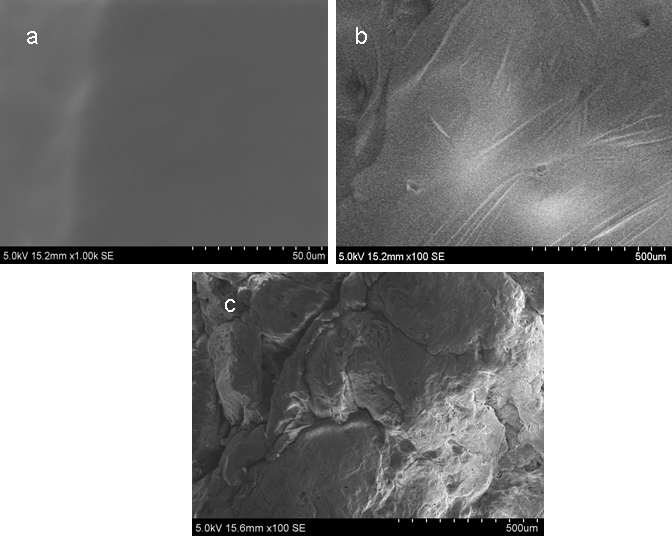 a
5.0kV 15.2mm x1.00k SE 50.0um
b
5.0kV 15.2mm x100 SE 500um
c
5.0kV 15.6mm x100 SE 500um